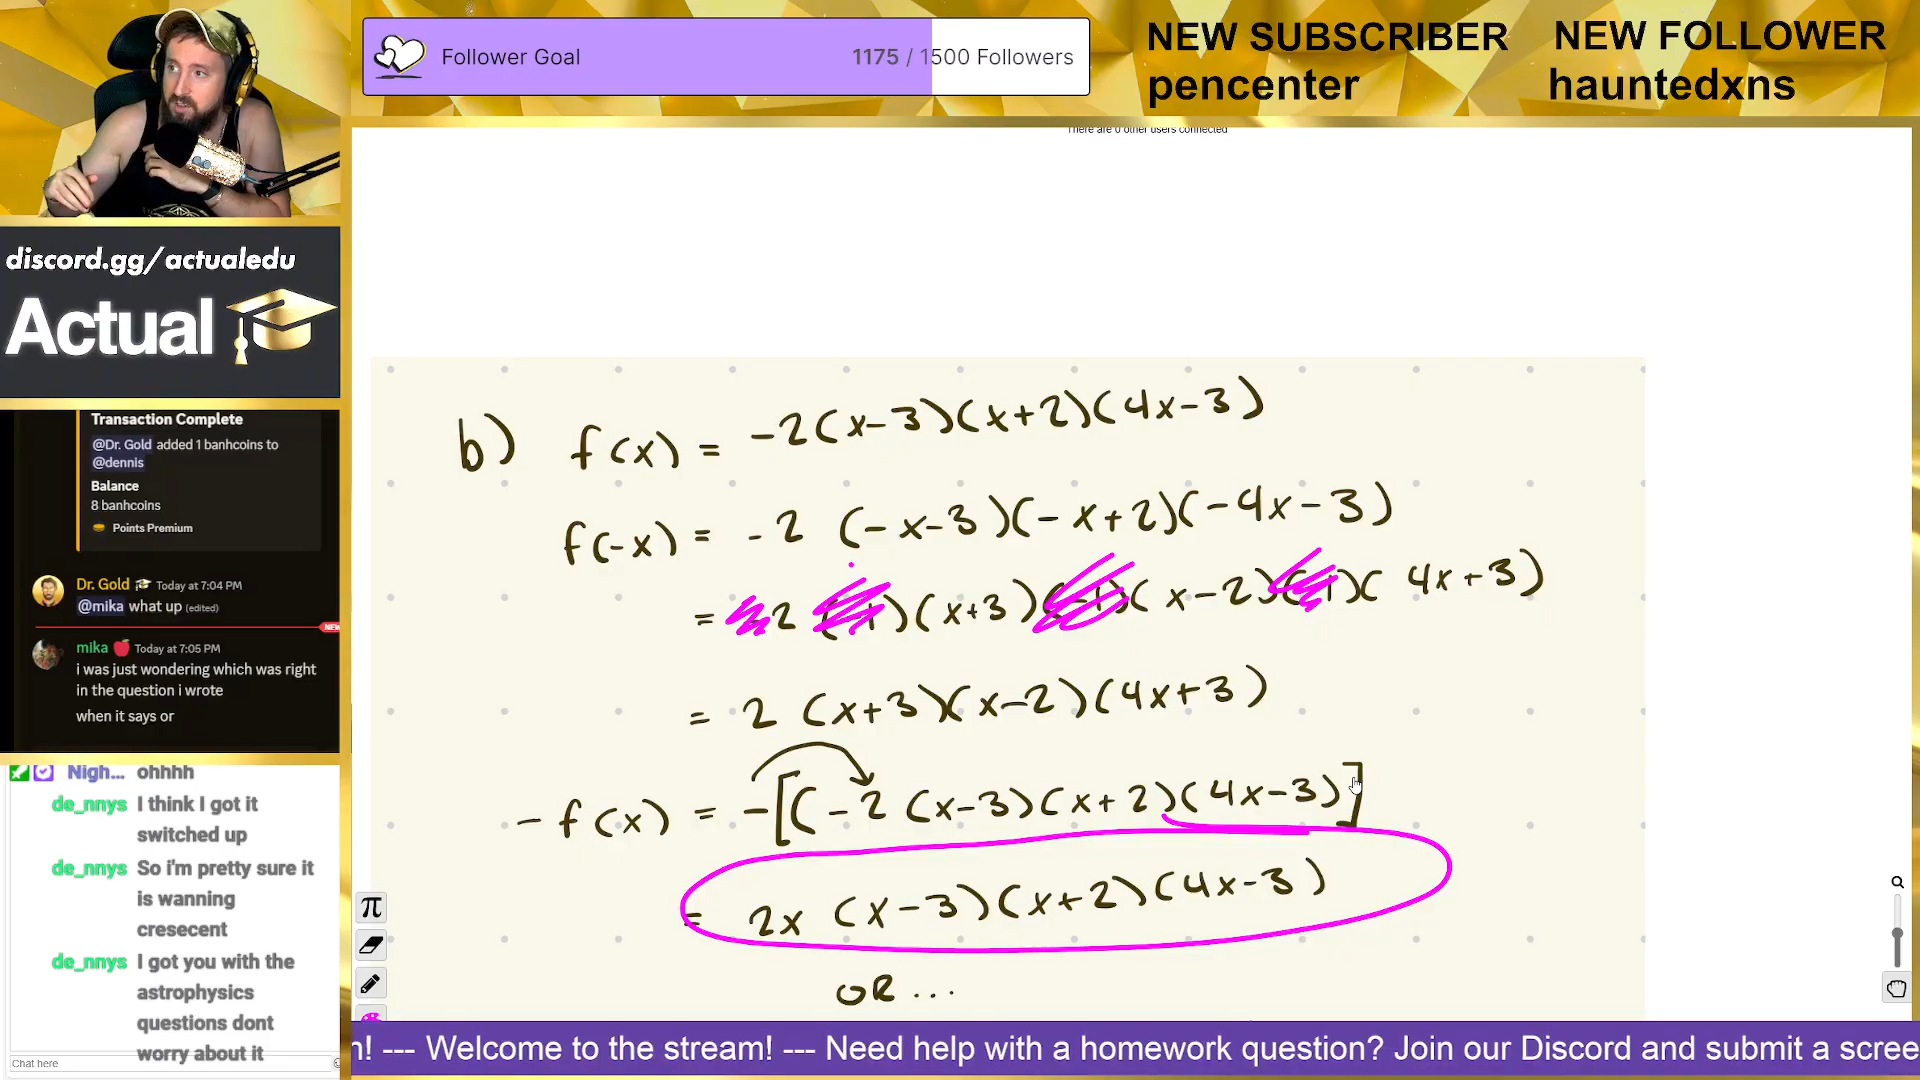 Follower Goal 1175 / 1500 Followers
NEW SUBSCRIBER
pencenter
NEW FOLLOWER
hauntedxns
There are 0 other users connected
discord.gg/actualedu
Actual
Transaction Complete
@Dr. Gold added 1 banhcoins to
@dennis
Balance
8 banhcoins
Points Premium
Dr. Gold Today at 7:04 PM
@mika what up (edited)
NEW
mika Today at 7:05 PM
i was just wondering which was right
in the question i wrote
when it says or
Nigh... ohhhh
de_nnys I think I got it
switched up
de_nnys So i'm pretty sure it
is wanning
cresecent
de_nnys I got you with the
astrophysics
questions dont
worry about it
Chat here
b) f(x) = -2(x-3)(x+2)(4x-3)
f(-x) = -2 (-x-3)(-x+2)(-4x-3)
= -2 (-1)(x+3)(-1)(x-2)(-1)(4x+3)
= 2 (x+3)(x-2)(4x+3)
-f(x) = -[(-2(x-3)(x+2)(4x-3)]
= 2x (x-3)(x+2)(4x-3)
OR...
π
n! --- Welcome to the stream! --- Need help with a homework question? Join our Discord and submit a scree